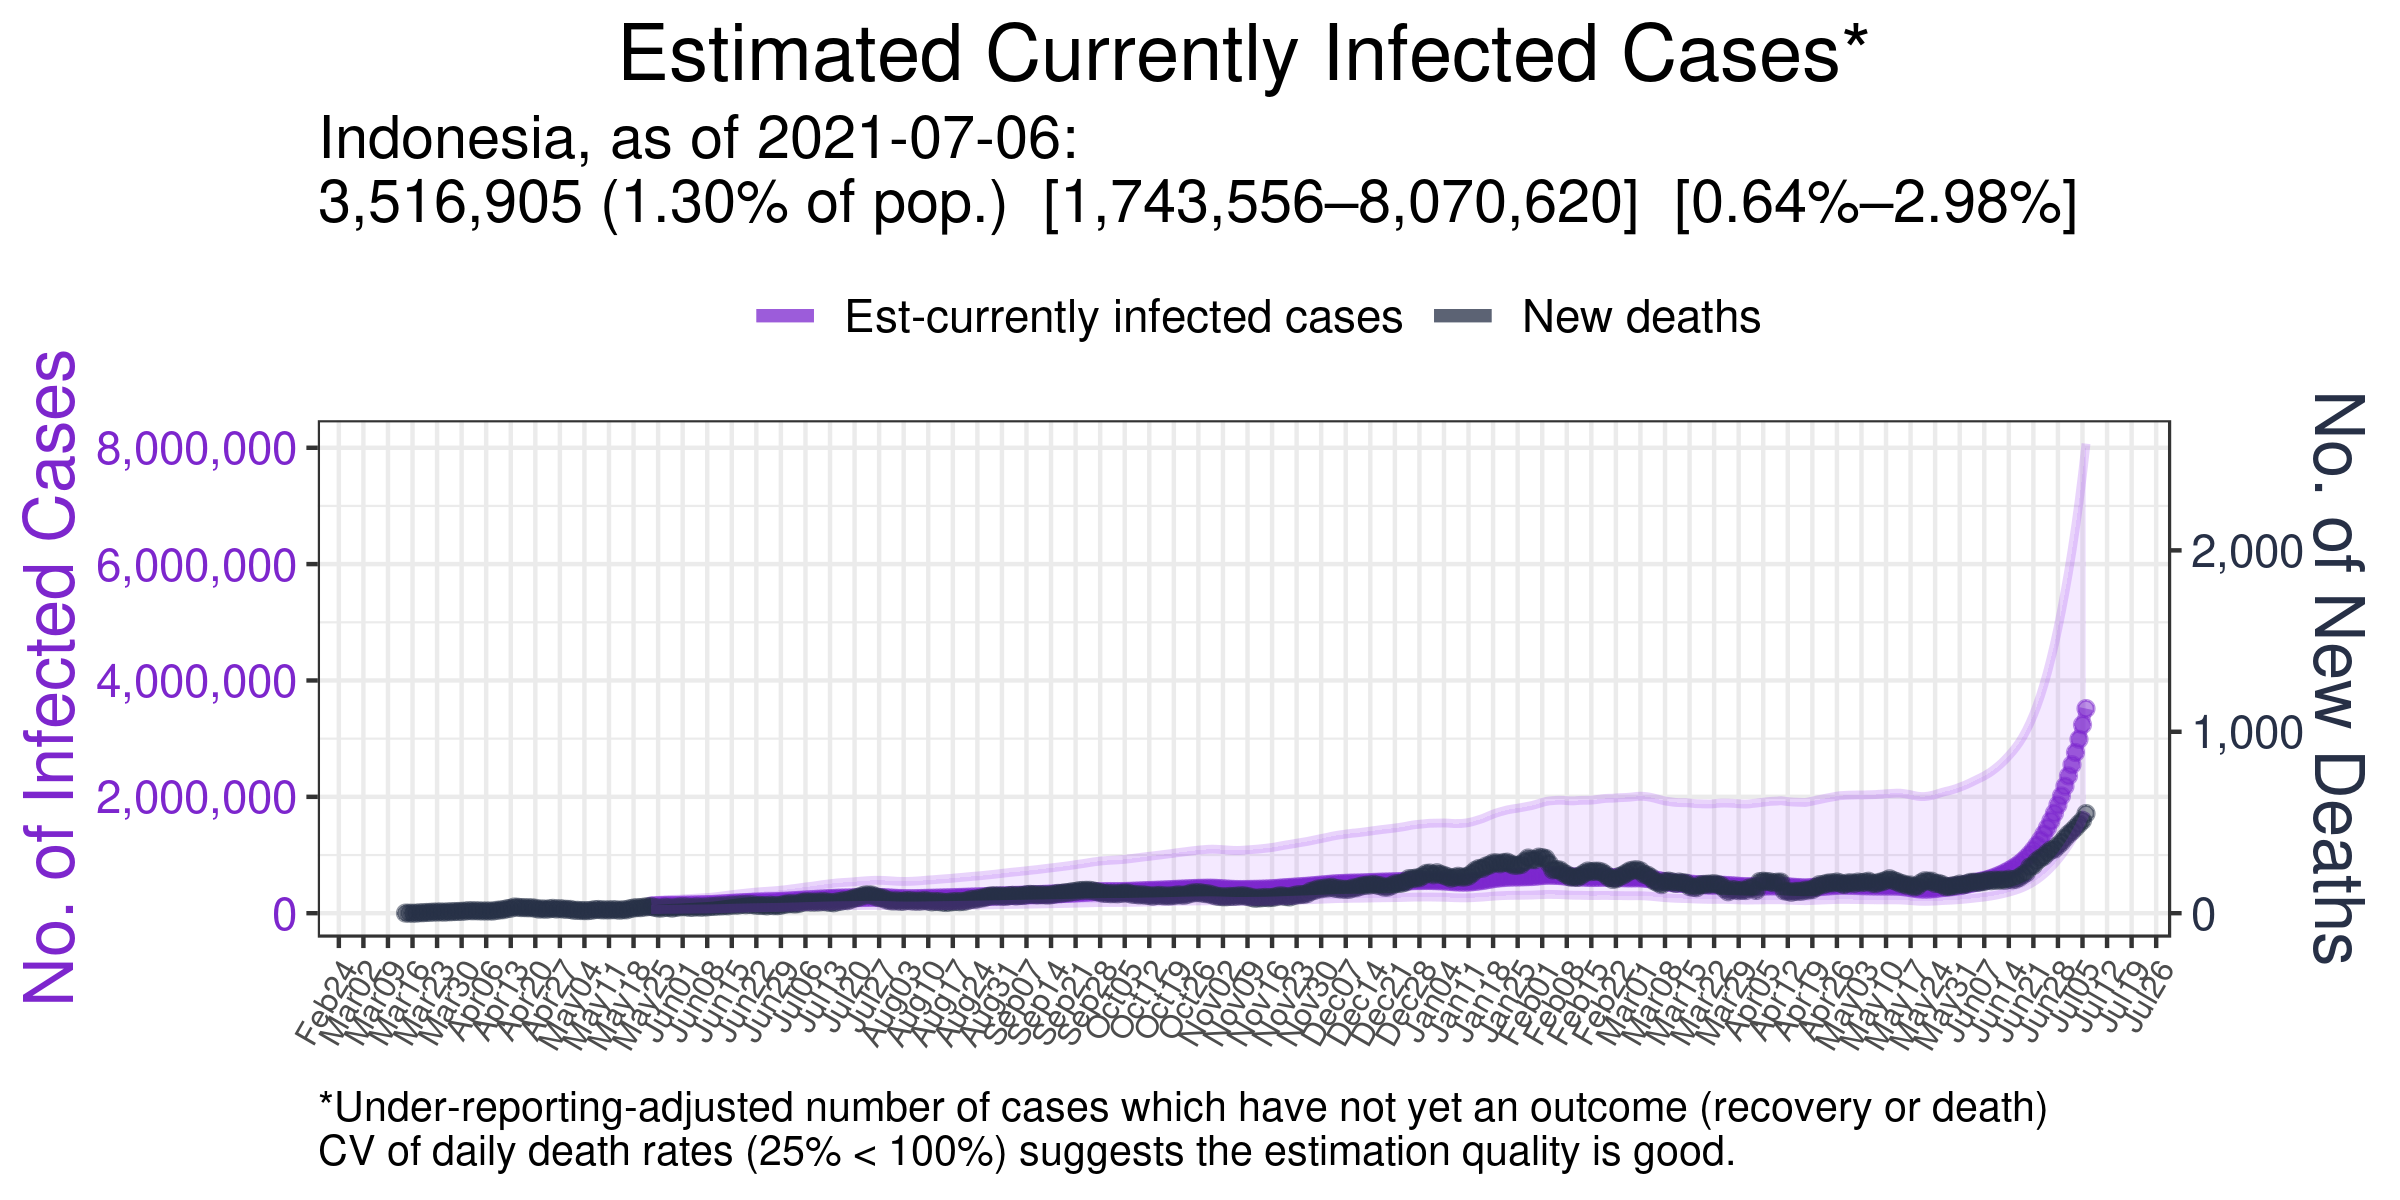 Estimated Currently Infected Cases*
Indonesia, as of 2021-07-06:
3,516,905 (1.30% of pop.) [1,743,556–8,070,620] [0.64%–2.98%]
Est-currently infected cases
New deaths
No. of Infected Cases
8,000,000
6,000,000
4,000,000
2,000,000
0
No. of New Deaths
2,000
1,000
0
Feb24
Mar02
Mar09
Mar16
Mar23
Mar30
Apr06
Apr13
Apr20
Apr27
May04
May11
May18
May25
Jun01
Jun08
Jun15
Jun22
Jun29
Jul06
Jul13
Jul20
Jul27
Aug03
Aug10
Aug17
Aug24
Aug31
Sep07
Sep14
Sep21
Sep28
Oct05
Oct12
Oct19
Oct26
Nov02
Nov09
Nov16
Nov23
Nov30
Dec07
Dec14
Dec21
Dec28
Jan04
Jan11
Jan18
Jan25
Feb01
Feb08
Feb15
Feb22
Mar01
Mar08
Mar15
Mar22
Mar29
Apr05
Apr12
Apr19
Apr26
May03
May10
May17
May24
May31
Jun07
Jun14
Jun21
Jun28
Jul05
Jul12
Jul19
Jul26
*Under-reporting-adjusted number of cases which have not yet an outcome (recovery or death)
CV of daily death rates (25% < 100%) suggests the estimation quality is good.